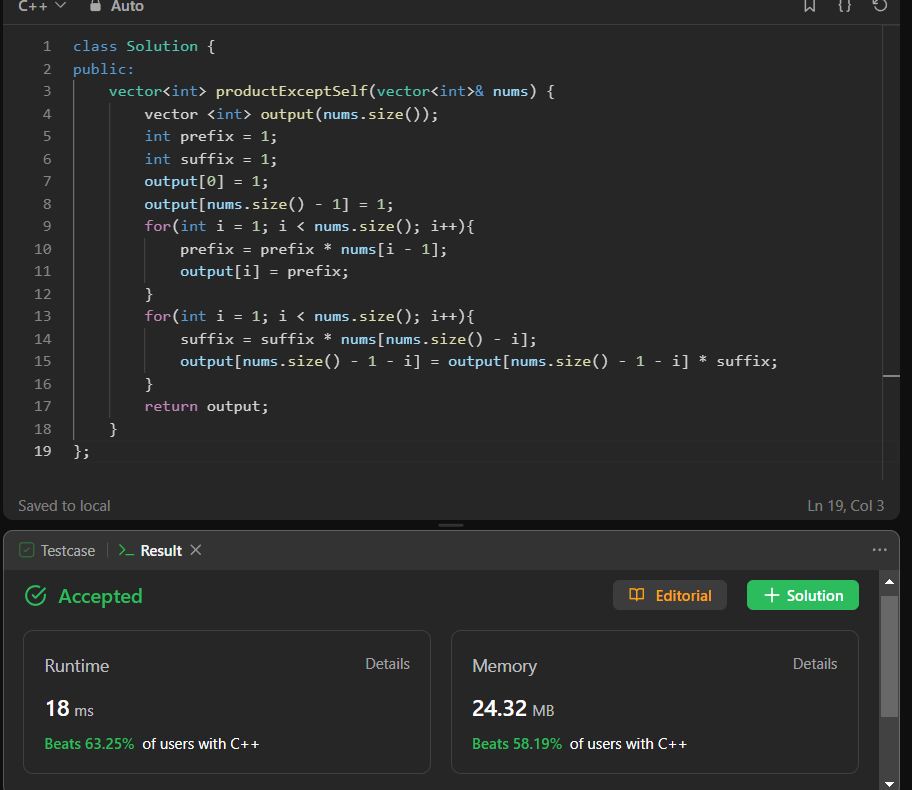 C++ Auto {}
1 class Solution {
2 public:
3 vector<int> productExceptSelf(vector<int>& nums) {
4 vector <int> output(nums.size());
5 int prefix = 1;
6 int suffix = 1;
7 output[0] = 1;
8 output[nums.size() - 1] = 1;
9 for(int i = 1; i < nums.size(); i++){
10 prefix = prefix * nums[i - 1];
11 output[i] = prefix;
12 }
13 for(int i = 1; i < nums.size(); i++){
14 suffix = suffix * nums[nums.size() - i];
15 output[nums.size() - 1 - i] = output[nums.size() - 1 - i] * suffix;
16 }
17 return output;
18 }
19 };
Saved to local Ln 19, Col 3
Testcase | >_ Result ×
Accepted Editorial + Solution
Runtime Details Memory Details
18 ms 24.32 MB
Beats 63.25% of users with C++ Beats 58.19% of users with C++